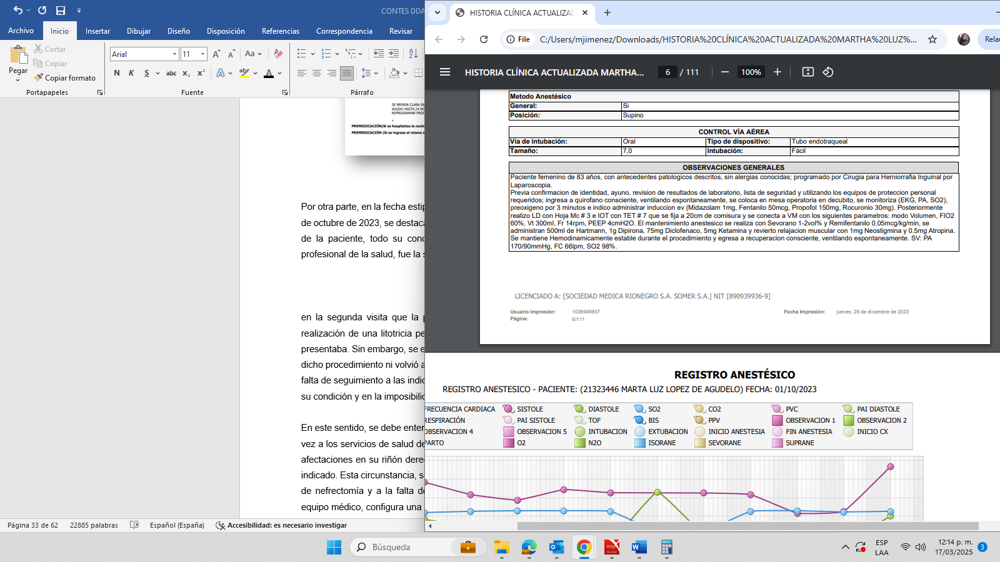 CONTES DDA
Archivo
Inicio
Insertar
Dibujar
Diseño
Disposición
Referencias
Correspondencia
Revisar
Pegar
Cortar
Copiar
Copiar formato
Portapapeles
Arial
11
Aa
N K S abc x₂ x²
Fuente
Párrafo
SE BRINDA CLARA IN
AGUDO HASTA 24 HO
REPROGRAMAR PROC
*
PREMEDICACIÓN(Si se hospitaliza la noche
PREMEDICACIÓN (Si se ingresa el mismo d
Por otra parte, en la fecha estip
de octubre de 2023, se destaca
de la paciente, todo su cono
profesional de la salud, fue la s
en la segunda visita que la p
realización de una litotricia pe
presentaba. Sin embargo, se e
dicho procedimiento ni volvió a
falta de seguimiento a las indic
su condición y en la imposibilic
En este sentido, se debe enten
vez a los servicios de salud de
afectaciones en su riñón derec
indicado. Esta circunstancia, s
de nefrectomía y a la falta de
equipo médico, configura una
Página 33 de 62
22885 palabras
Español (España)
Accesibilidad: es necesario investigar
HISTORIA CLÍNICA ACTUALIZAD
File
C:/Users/mjimenez/Downloads/HISTORIA%20CLÍNICA%20ACTUALIZADA%20MARTHA%20LUZ%...
Relau
HISTORIA CLÍNICA ACTUALIZADA MARTHA...
6 / 111
100%
Metodo Anestésico
General: Si
Posición: Supino
CONTROL VÍA AÉREA
Vía de intubación: Oral Tipo de dispositivo: Tubo endotraqueal
Tamaño: 7,0 Intubación: Fácil
OBSERVACIONES GENERALES
Paciente femenino de 83 años, con antecedentes patologicos descritos, sin alergias conocidas; programado por Cirugia para Herniorrafia Inguinal por
Laparoscopia.
Previa confirmacion de identidad, ayuno, revision de resultados de laboratorio, lista de seguridad y utilizando los equipos de proteccion personal
requeridos; ingresa a quirofano consciente, ventilando espontaneamente, se coloca en mesa operatoria en decubito, se monitoriza (EKG, PA, SO2),
preoxigeno por 3 minutos e indico administrar induccion ev (Midazolam 1mg, Fentanilo 50mcg, Propofol 150mg, Rocuronio 30mg). Posteriormente
realizo LD con Hoja Mc # 3 e IOT con TET # 7 que se fija a 20cm de comisura y se conecta a VM con los siguientes parametros: modo Volumen, FIO2
60%, Vt 300ml, Fr 14rpm, PEEP 4cmH2O. El mantenimiento anestesico se realiza con Sevorano 1-2vol% y Remifentanilo 0.05mcg/kg/min, se
administran 500ml de Hartmann, 1g Dipirona, 75mg Diclofenaco, 5mg Ketamina y revierto relajacion muscular con 1mg Neostigmina y 0.5mg Atropina.
Se mantiene Hemodinamicamente estable durante el procedimiento y egresa a recuperacion consciente, ventilando espontaneamente. SV: PA
170/90mmHg, FC 66lpm, SO2 98%.
LICENCIADO A: [SOCIEDAD MEDICA RIONEGRO S.A. SOMER S.A.] NIT [890939936-9]
Usuario Impresión: 1036949837 Fecha Impresión: jueves, 28 de diciembre de 2023
Página: 6/111
REGISTRO ANESTÉSICO
REGISTRO ANESTESICO - PACIENTE: (21323446 MARTA LUZ LOPEZ DE AGUDELO) FECHA: 01/10/2023
FRECUENCIA CARDIACA SISTOLE DIASTOLE SO2 CO2 PVC PAI DIASTOLE
RESPIRACIÓN PAI SISTOLE TOF BIS PPV OBSERVACION 1 OBSERVACION 2
OBSERVACION 4 OBSERVACION 5 INTUBACION EXTUBACION INICIO ANESTESIA FIN ANESTESIA INICIO CX
PARTO O2 N2O ISORANE SEVORANE SUPRANE
Búsqueda
ESP
LAA
12:14 p. m.
17/03/2025
3